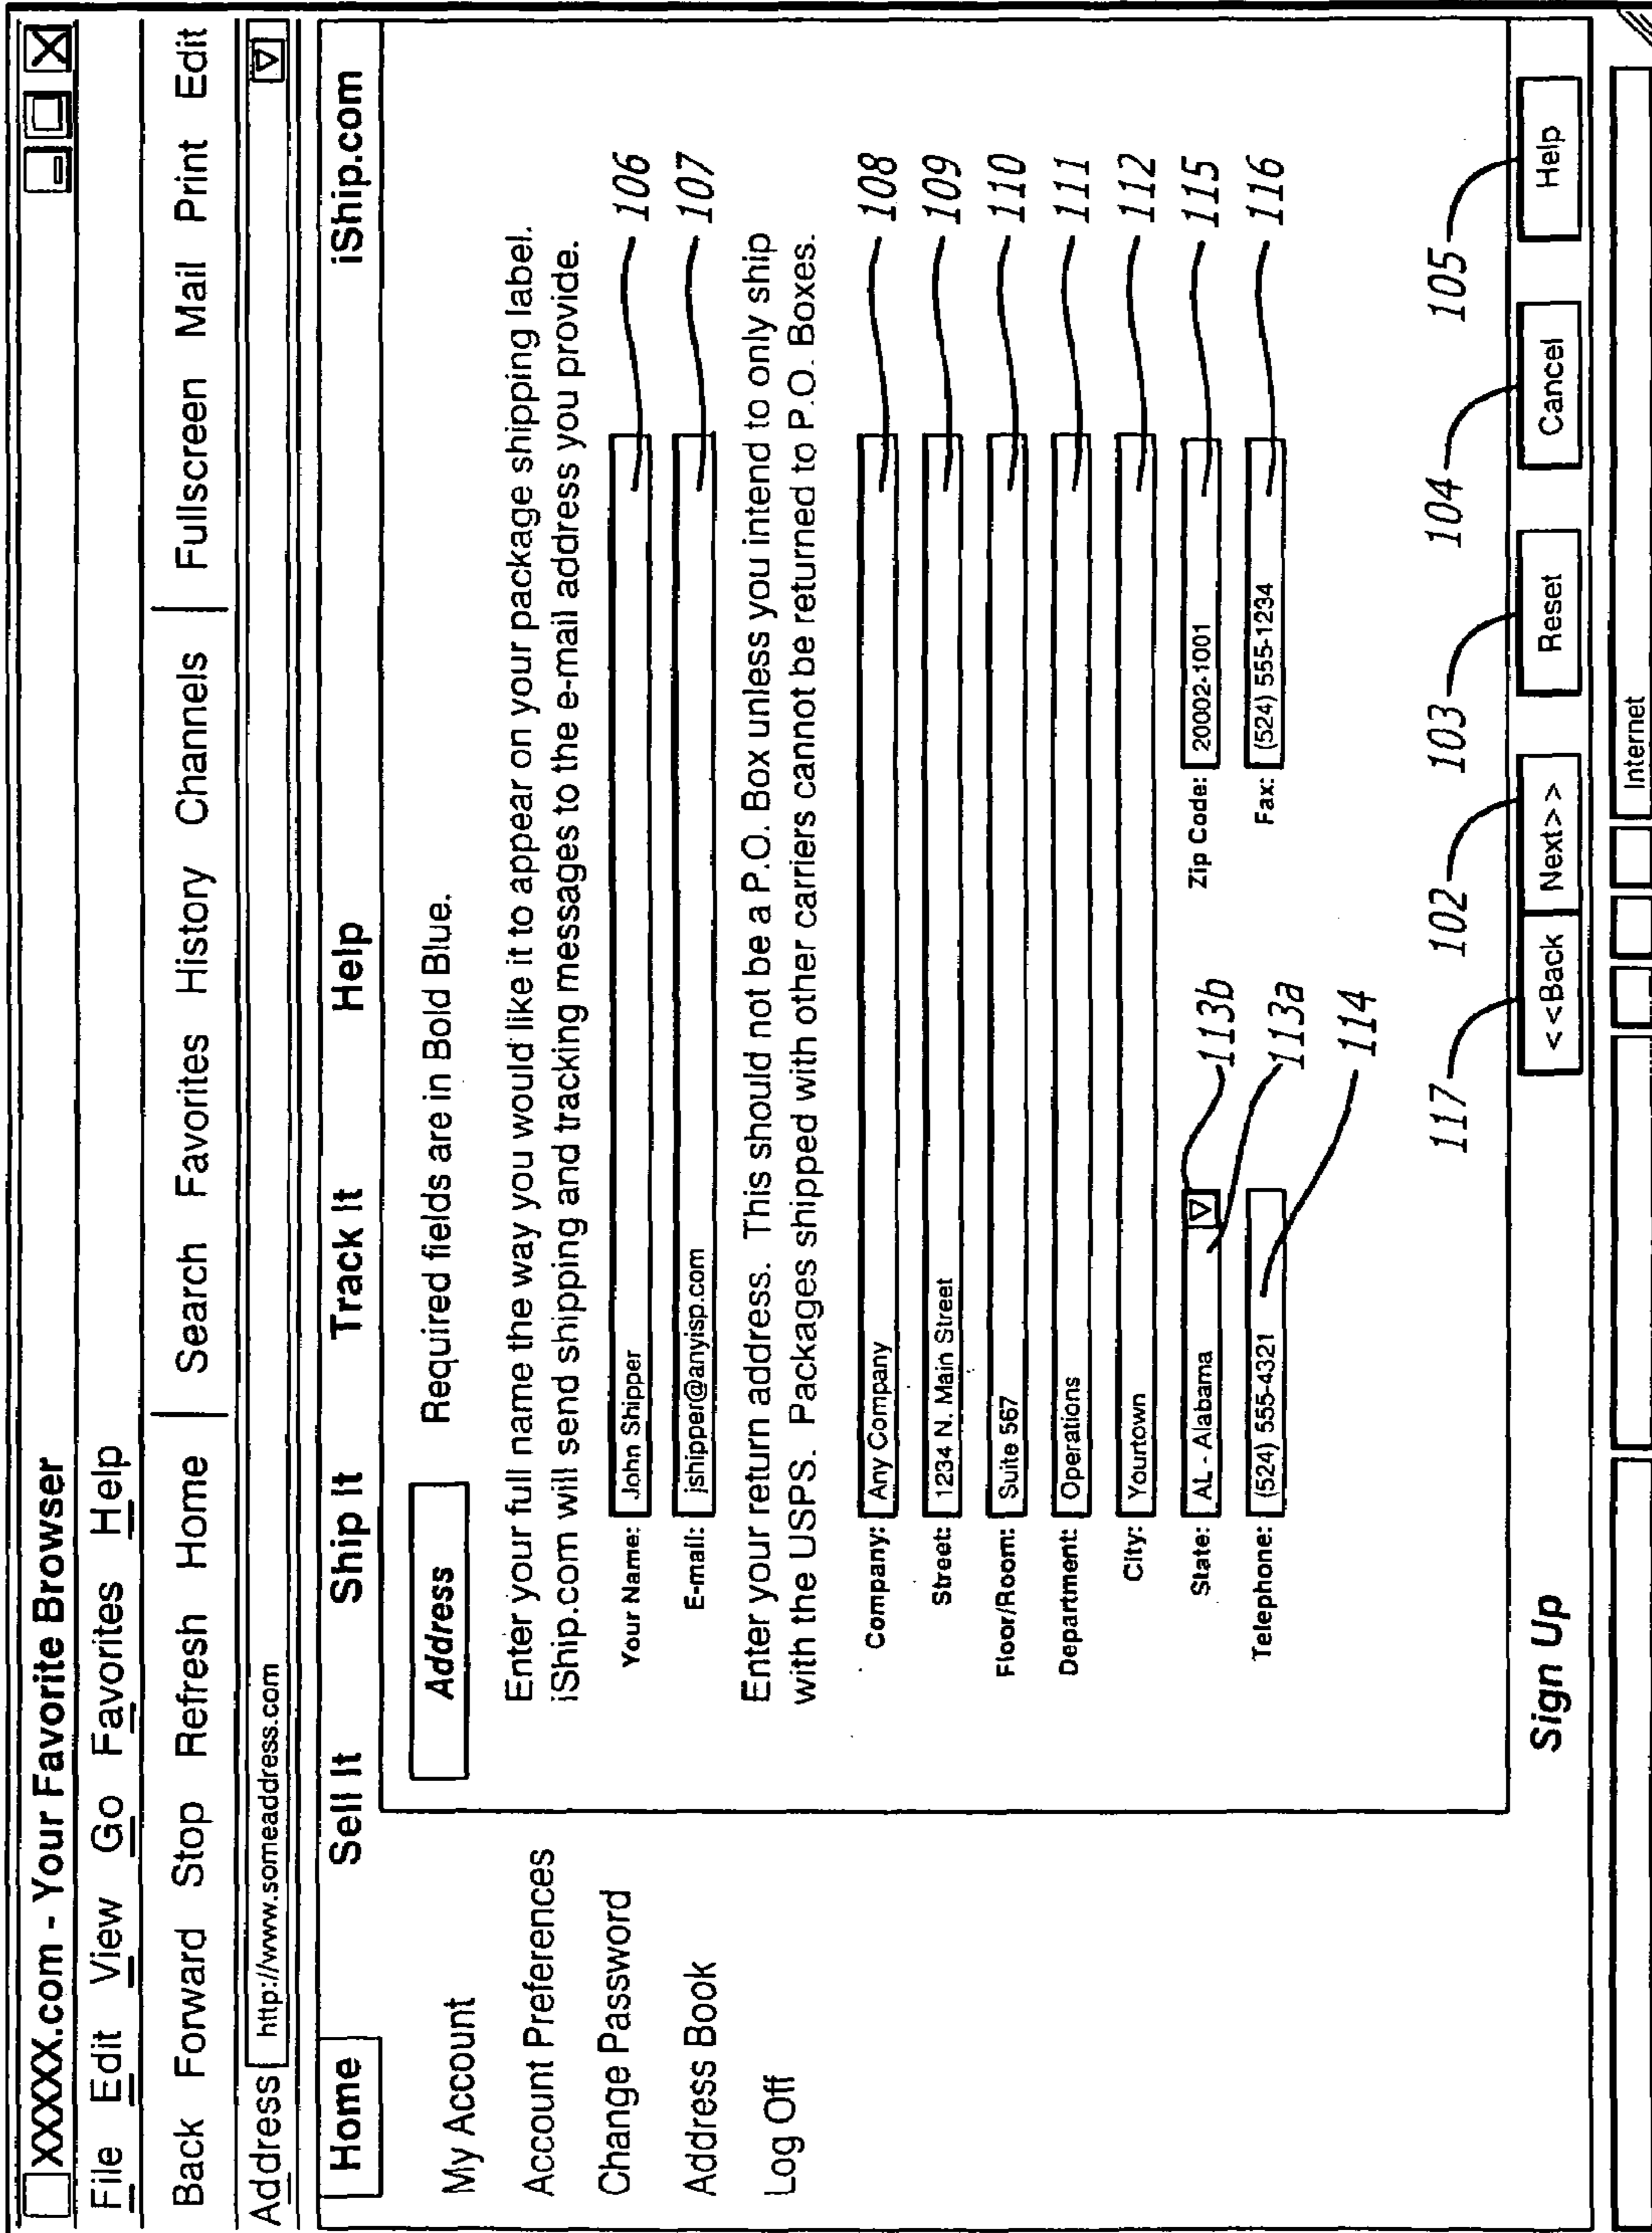 XXXXX.com - Your Favorite Browser
File Edit View Go Favorites Help
Back Forward Stop Refresh Home Search Favorites History Channels Fullscreen Mail Print Edit
Address http://www.someaddress.com
Home Sell It Ship It Track It Help iShip.com
My Account
Account Preferences
Change Password
Address Book
Log Off
Address Required fields are in Bold Blue.
Enter your full name the way you would like it to appear on your package shipping label.
iShip.com will send shipping and tracking messages to the e-mail address you provide.
Your Name: John Shipper 106
E-mail: jshipper@anyisp.com 107
Enter your return address. This should not be a P.O. Box unless you intend to only ship
with the USPS. Packages shipped with other carriers cannot be returned to P.O. Boxes.
Company: Any Company 108
Street: 1234 N. Main Street 109
Floor/Room: Suite 567 110
Department: Operations 111
City: Yourtown 112
State: AL - Alabama 113b Zip Code: 20002-1001 115
113a
Telephone: (524) 555-4321 114 Fax: (524) 555-1234 116
117 102 103 104 105
Sign Up <<Back Next>> Reset Cancel Help
Internet